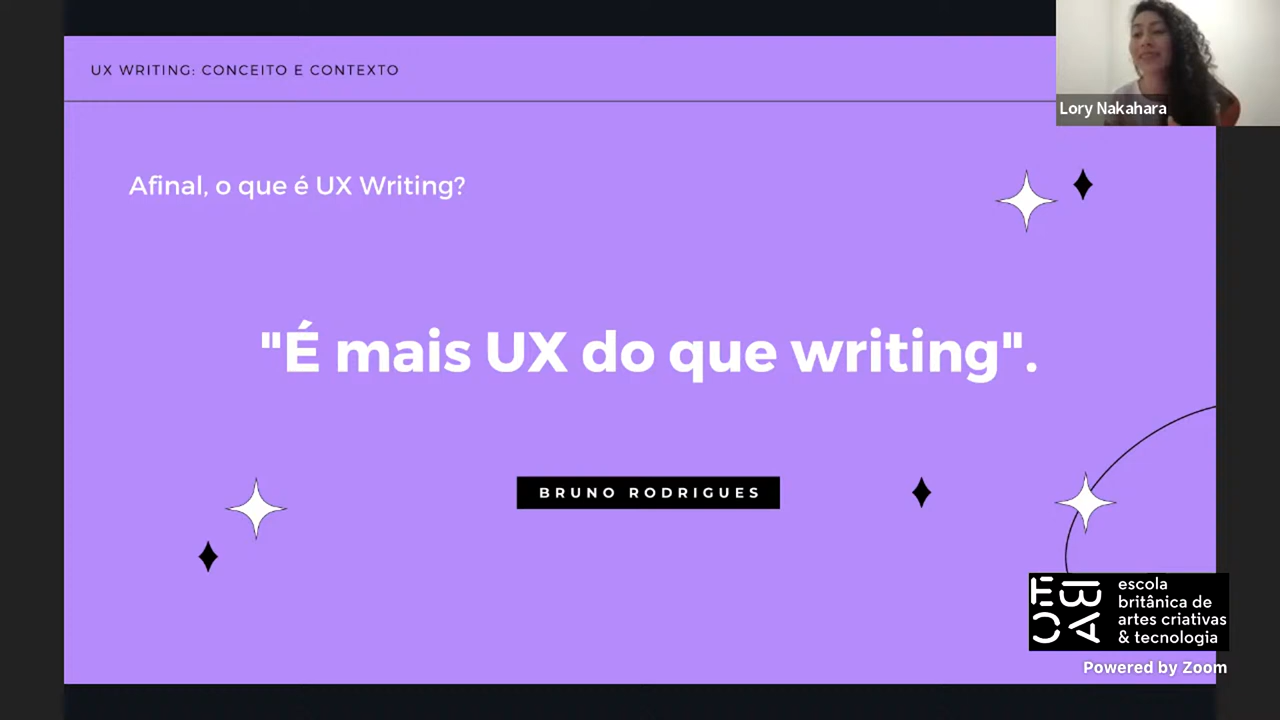 UX WRITING: CONCEITO E CONTEXTO
Lory Nakahara
Afinal, o que é UX Writing?
"É mais UX do que writing".
BRUNO RODRIGUES
EBAC
escola
britânica de
artes criativas
& tecnologia
Powered by Zoom